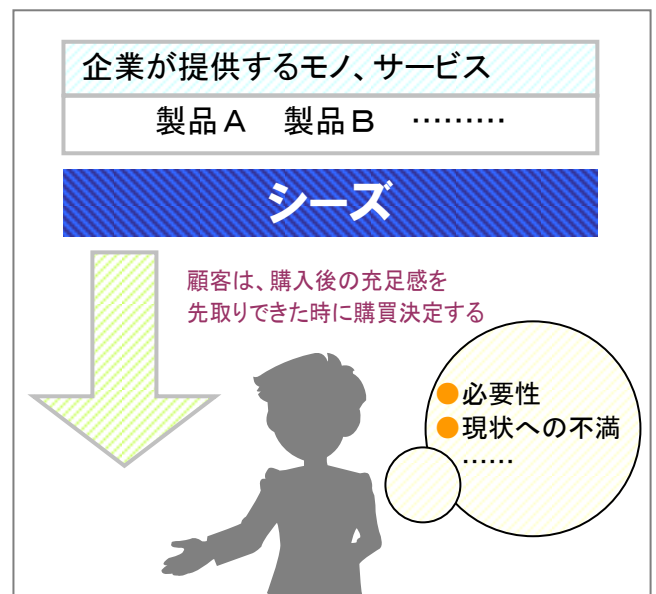 企業が提供するモノ、サービス
製品A　製品B　………
シーズ
顧客は、購入後の充足感を
先取りできた時に購買決定する
●必要性
●現状への不満
……